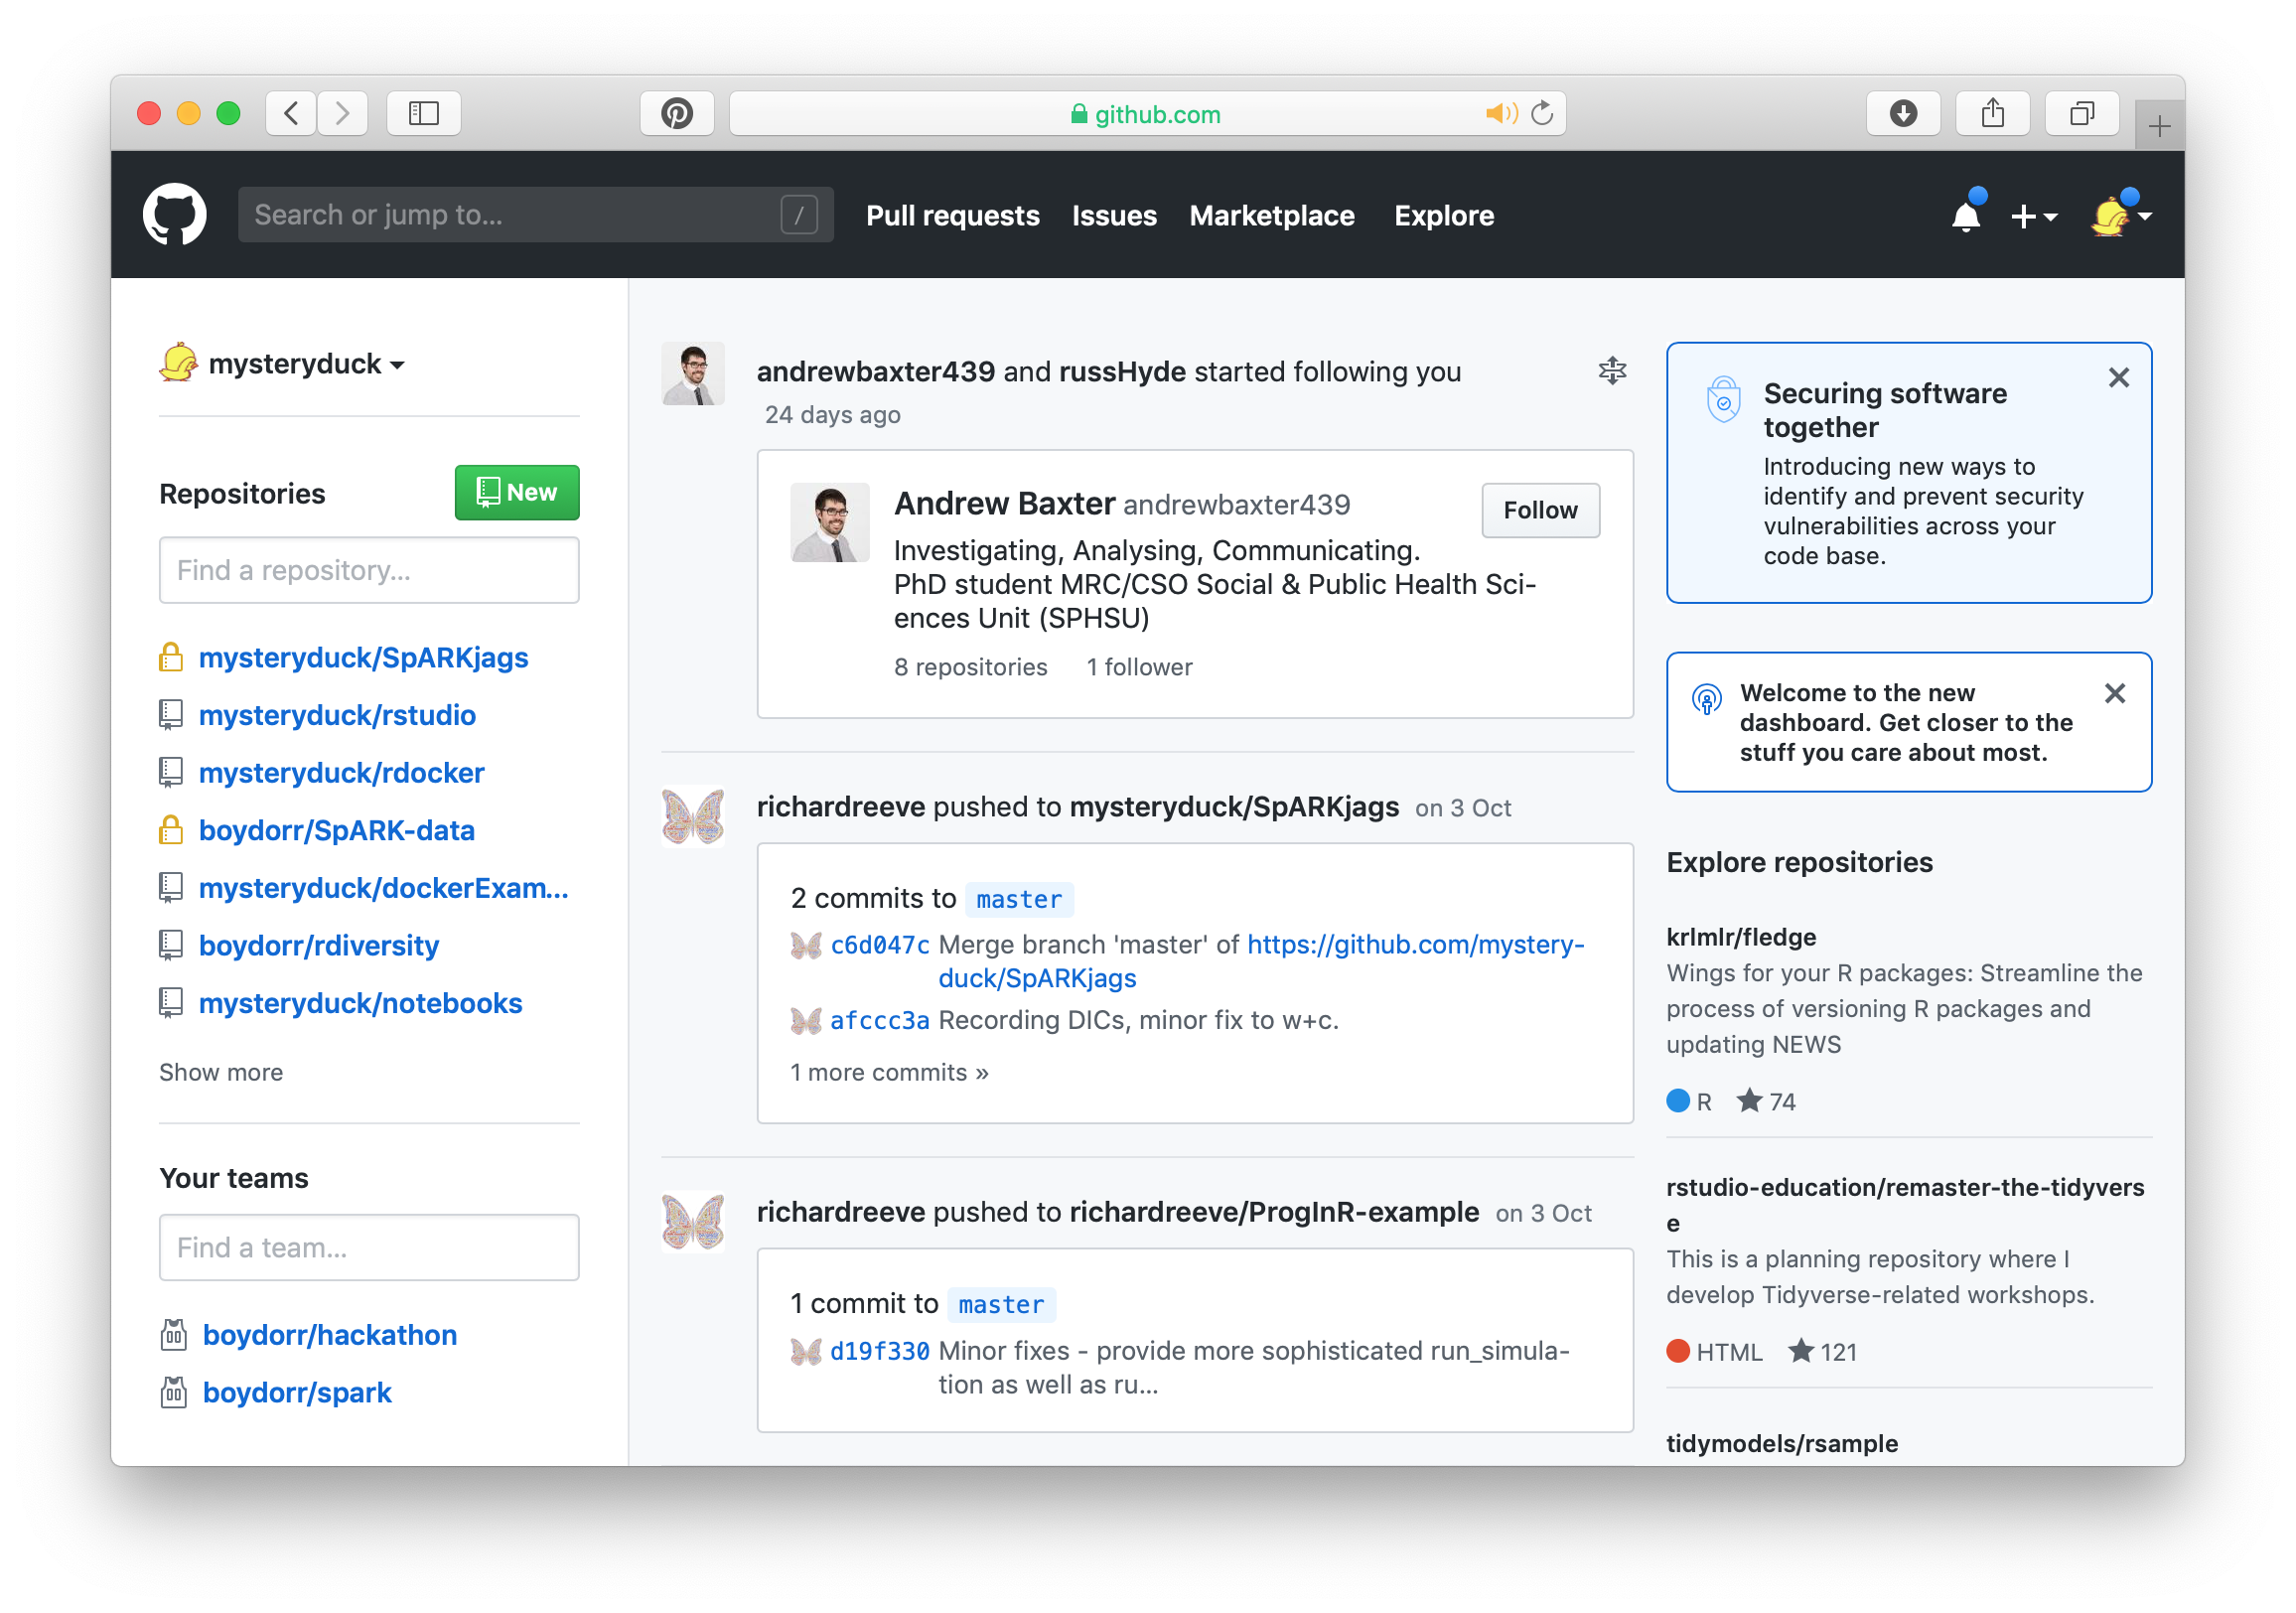 github.com
Search or jump to...
/
Pull requests
Issues
Marketplace
Explore
mysteryduck
Repositories
New
Find a repository...
mysteryduck/SpARKjags
mysteryduck/rstudio
mysteryduck/rdocker
boydorr/SpARK-data
mysteryduck/dockerExam...
boydorr/rdiversity
mysteryduck/notebooks
Show more
Your teams
Find a team...
boydorr/hackathon
boydorr/spark
andrewbaxter439 and russHyde started following you
24 days ago
Andrew Baxter andrewbaxter439
Follow
Investigating, Analysing, Communicating.
PhD student MRC/CSO Social & Public Health Sci-
ences Unit (SPHSU)
8 repositories 1 follower
richardreeve pushed to mysteryduck/SpARKjags on 3 Oct
2 commits to master
c6d047c Merge branch 'master' of https://github.com/mystery-
duck/SpARKjags
afccc3a Recording DICs, minor fix to w+c.
1 more commits »
richardreeve pushed to richardreeve/ProgInR-example on 3 Oct
1 commit to master
d19f330 Minor fixes - provide more sophisticated run_simula-
tion as well as ru...
Securing software
together
Introducing new ways to
identify and prevent security
vulnerabilities across your
code base.
Welcome to the new
dashboard. Get closer to the
stuff you care about most.
Explore repositories
krlmlr/fledge
Wings for your R packages: Streamline the
process of versioning R packages and
updating NEWS
R 74
rstudio-education/remaster-the-tidyvers
e
This is a planning repository where I
develop Tidyverse-related workshops.
HTML 121
tidymodels/rsample